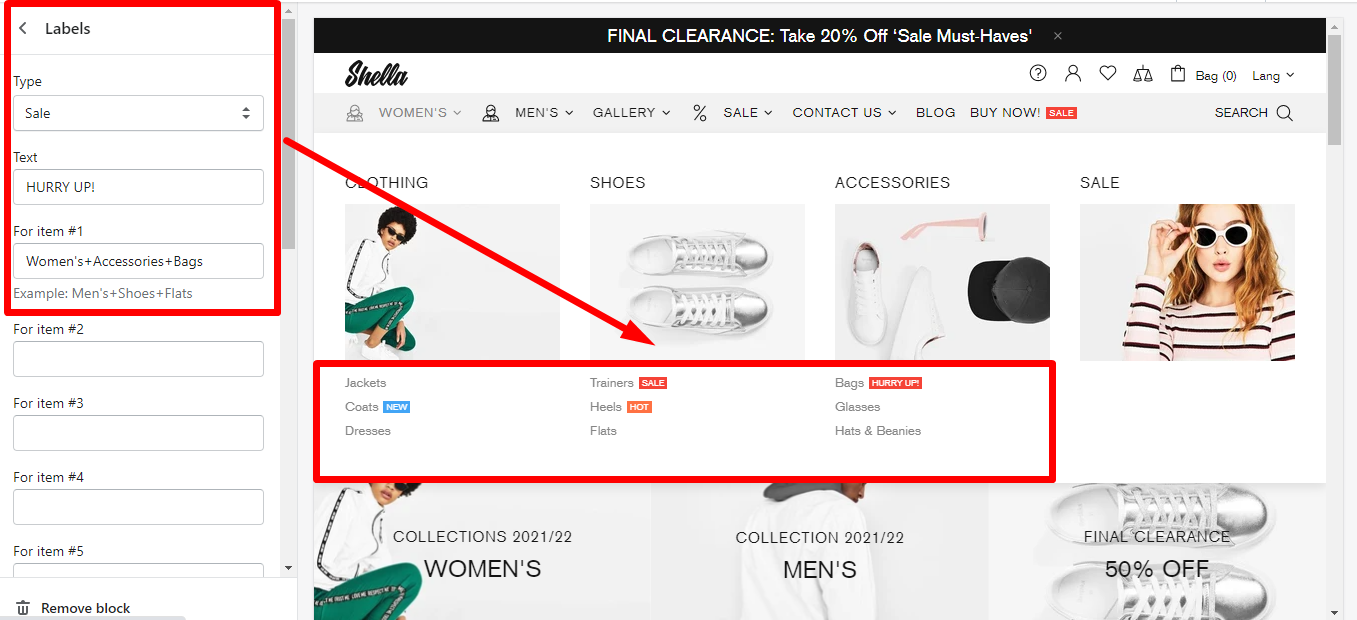 Labels
Type
Sale
Text
HURRY UP!
For item #1
Women's+Accessories+Bags
Example: Men's+Shoes+Flats
For item #2
For item #3
For item #4
For item #5
Remove block
FINAL CLEARANCE: Take 20% Off 'Sale Must-Haves' ×
Shella
Bag (0) Lang
WOMEN'S MEN'S GALLERY % SALE CONTACT US BLOG BUY NOW! SALE SEARCH
CLOTHING SHOES ACCESSORIES SALE
Jackets Trainers SALE Bags HURRY UP!
Coats NEW Heels HOT Glasses
Dresses Flats Hats & Beanies
COLLECTIONS 2021/22 COLLECTION 2021/22 FINAL CLEARANCE
WOMEN'S MEN'S 50% OFF